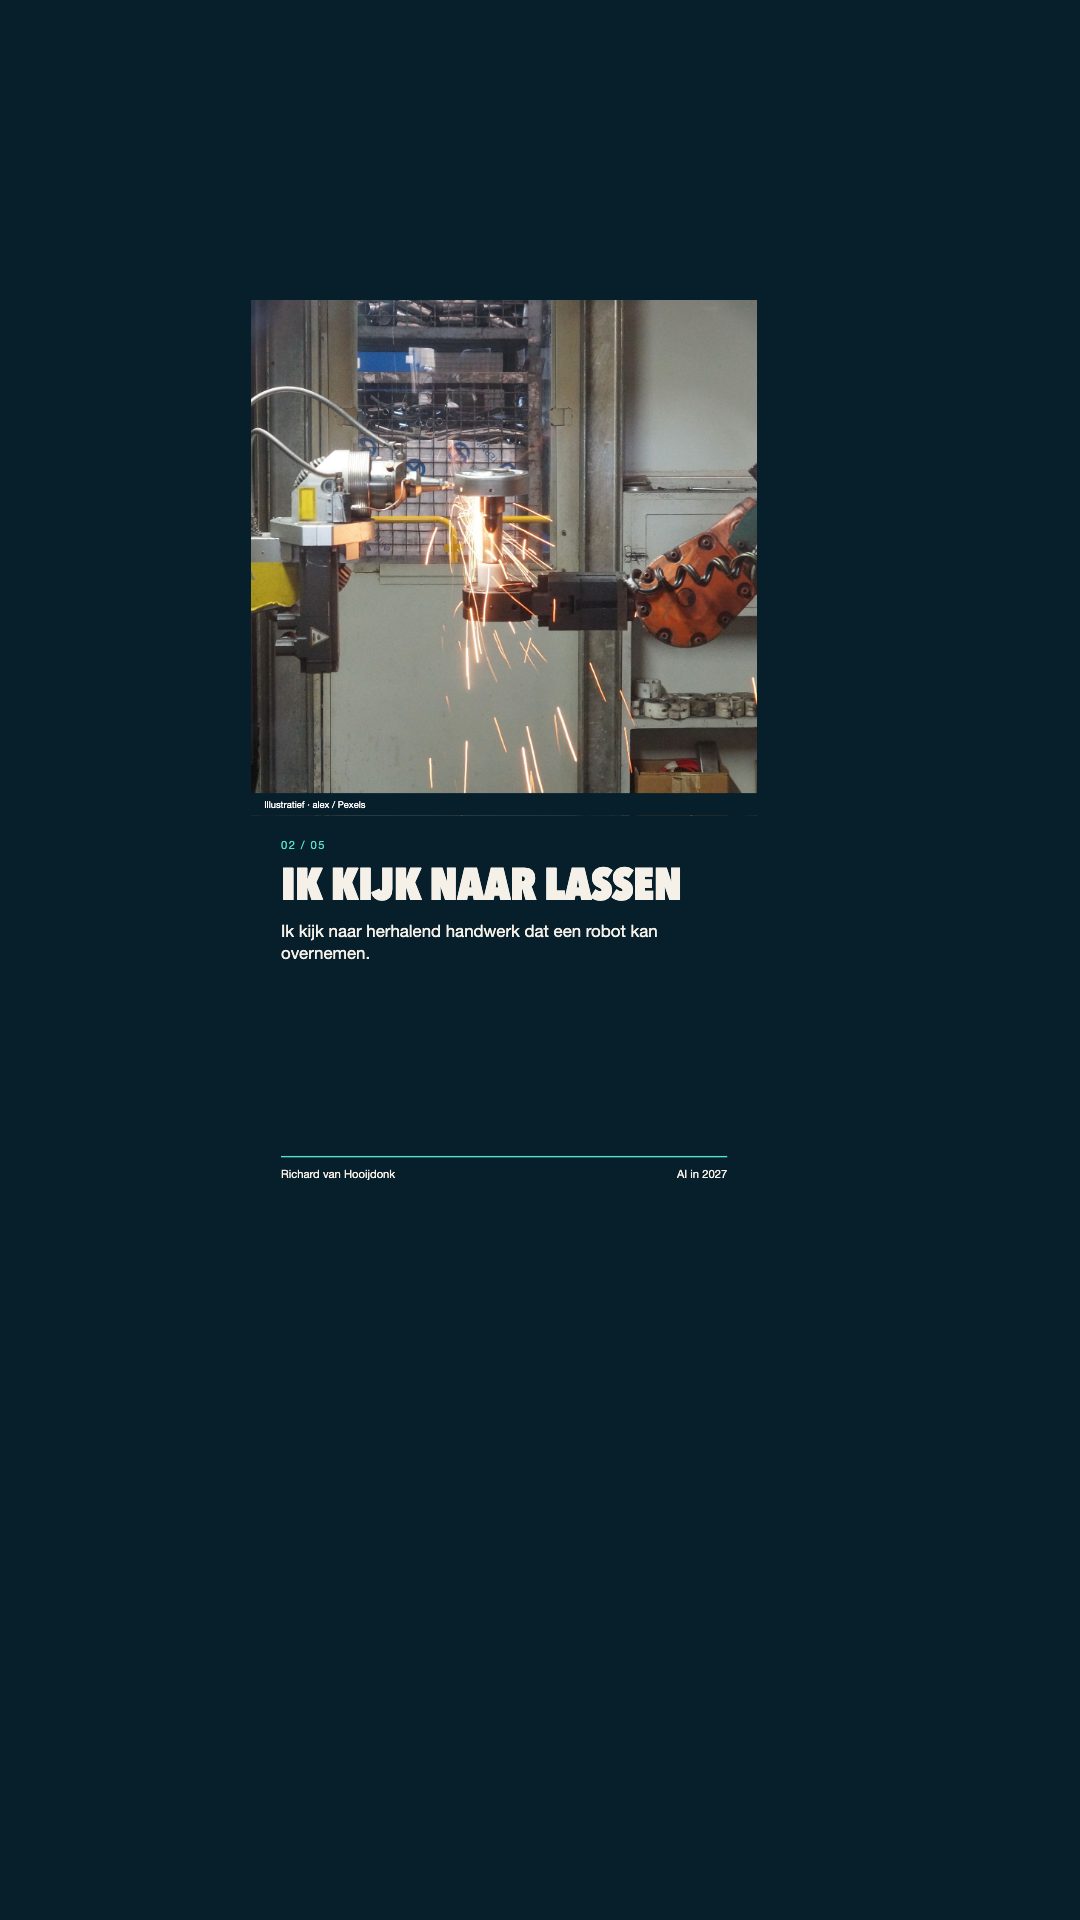 Illustratief · alex / Pexels
02 / 05
IK KIJK NAAR LASSEN
Ik kijk naar herhalend handwerk dat een robot kan
overnemen.
Richard van Hooijdonk
AI in 2027